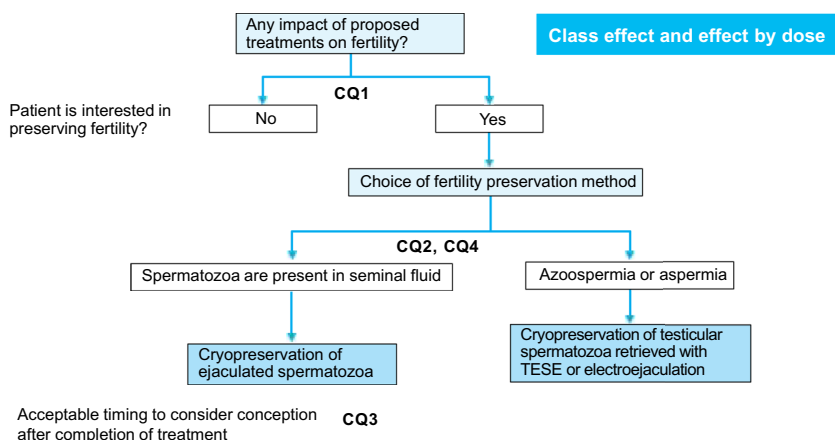 Any impact of proposed
treatments on fertility?
Class effect and effect by dose
CQ1
Patient is interested in
preserving fertility?
No
Yes
Choice of fertility preservation method
CQ2, CQ4
Spermatozoa are present in seminal fluid
Azoospermia or aspermia
Cryopreservation of
ejaculated spermatozoa
Cryopreservation of testicular
spermatozoa retrieved with
TESE or electroejaculation
Acceptable timing to consider conception
after completion of treatment
CQ3